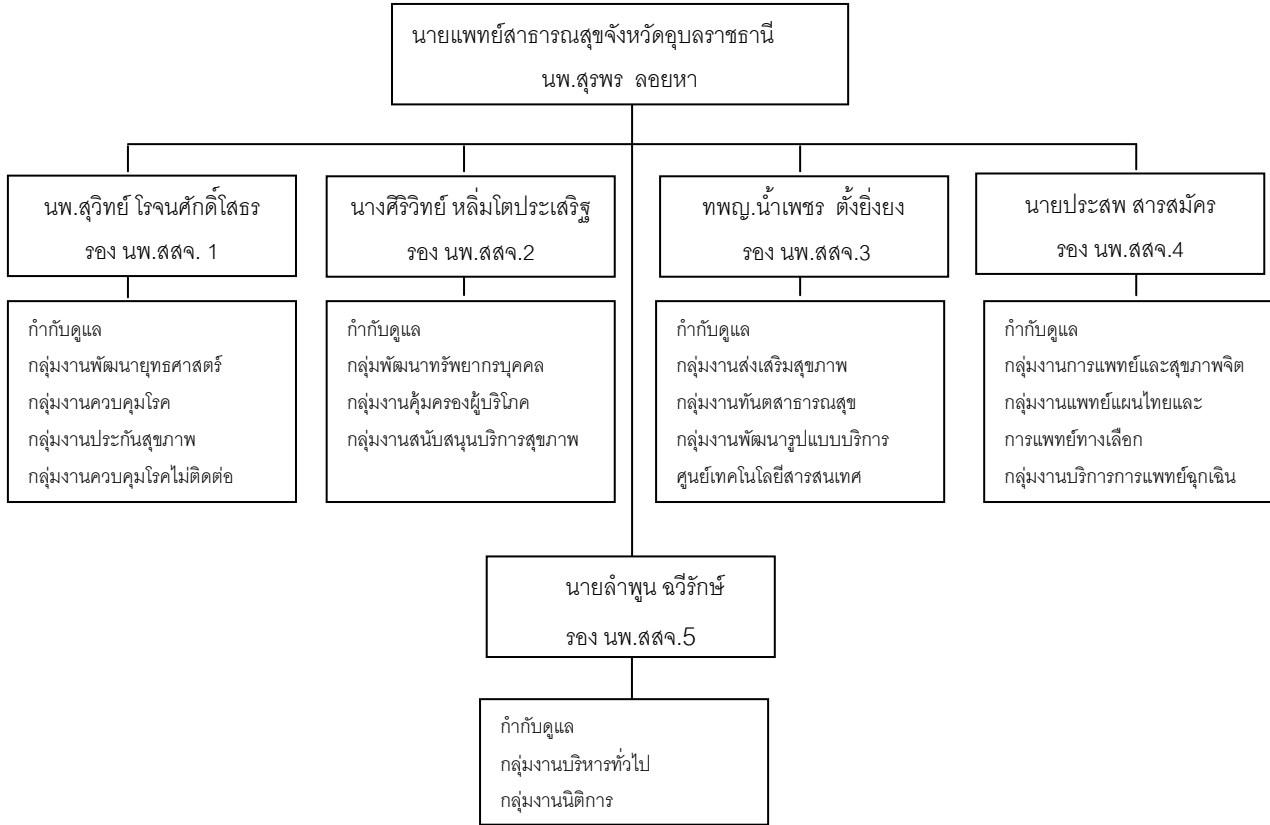 นายแพทย์สาธารณสุขจังหวัดอุบลราชธานี
นพ.สุรพร ลอยหา
นพ.สุวิทย์ โรจนศักดิ์โสธร
รอง นพ.สสจ. 1
นางศิริวิทย์ หลิ่มโตประเสริฐ
รอง นพ.สสจ.2
ทพญ.น้ำเพชร ตั้งยิ่งยง
รอง นพ.สสจ.3
นายประสพ สารสมัคร
รอง นพ.สสจ.4
กำกับดูแล
กลุ่มงานพัฒนายุทธศาสตร์
กลุ่มงานควบคุมโรค
กลุ่มงานประกันสุขภาพ
กลุ่มงานควบคุมโรคไม่ติดต่อ
กำกับดูแล
กลุ่มพัฒนาทรัพยากรบุคคล
กลุ่มงานคุ้มครองผู้บริโภค
กลุ่มงานสนับสนุนบริการสุขภาพ
กำกับดูแล
กลุ่มงานส่งเสริมสุขภาพ
กลุ่มงานทันตสาธารณสุข
กลุ่มงานพัฒนารูปแบบบริการ
ศูนย์เทคโนโลยีสารสนเทศ
กำกับดูแล
กลุ่มงานการแพทย์และสุขภาพจิต
กลุ่มงานแพทย์แผนไทยและ
การแพทย์ทางเลือก
กลุ่มงานบริการการแพทย์ฉุกเฉิน
นายลำพูน ฉวีรักษ์
รอง นพ.สสจ.5
กำกับดูแล
กลุ่มงานบริหารทั่วไป
กลุ่มงานนิติการ